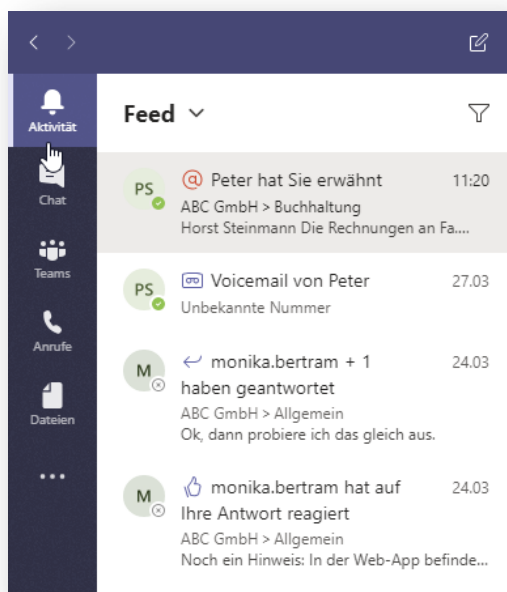 Aktivität
Chat
Teams
Anrufe
Dateien
Feed
PS
@ Peter hat Sie erwähnt 11:20
ABC GmbH > Buchhaltung
Horst Steinmann Die Rechnungen an Fa....
PS
Voicemail von Peter 27.03
Unbekannte Nummer
M
monika.bertram + 1 24.03
haben geantwortet
ABC GmbH > Allgemein
Ok, dann probiere ich das gleich aus.
M
monika.bertram hat auf 24.03
Ihre Antwort reagiert
ABC GmbH > Allgemein
Noch ein Hinweis: In der Web-App befinde...